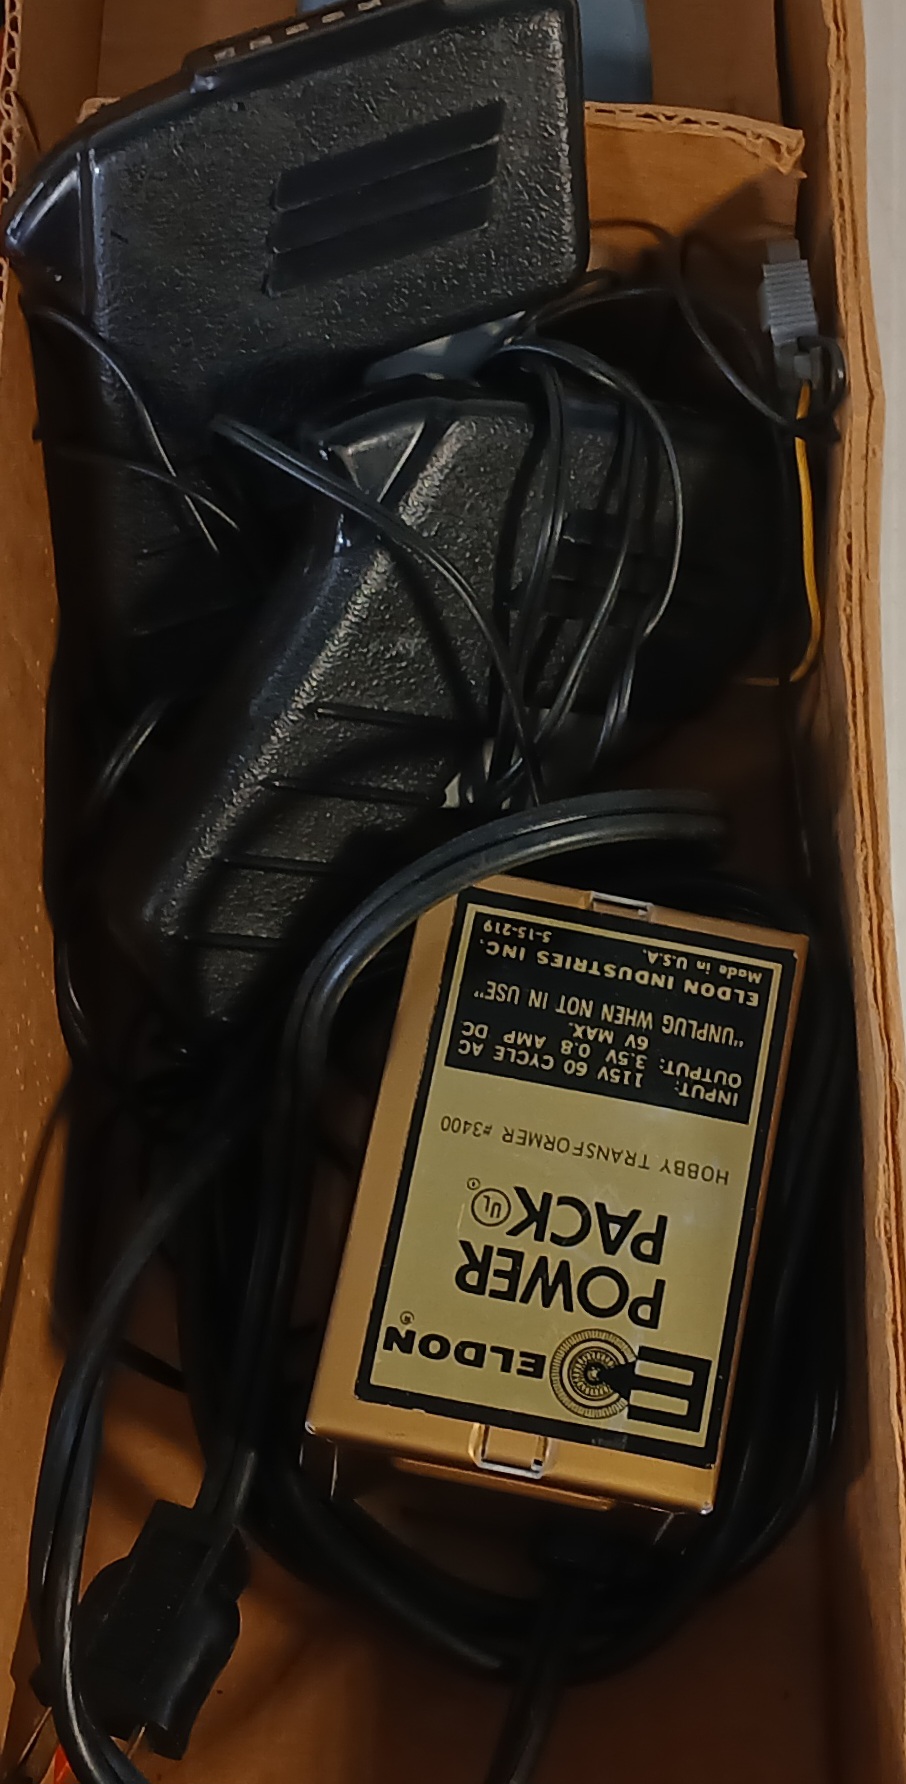 ELDON®
POWER
PACK UL ®
HOBBY TRANSFORMER #3400
INPUT: 115V 60 CYCLE AC
OUTPUT: 3.5V 0.8 AMP DC
6V MAX.
"UNPLUG WHEN NOT IN USE"
ELDON INDUSTRIES INC.
Made in U.S.A. 5-15-219